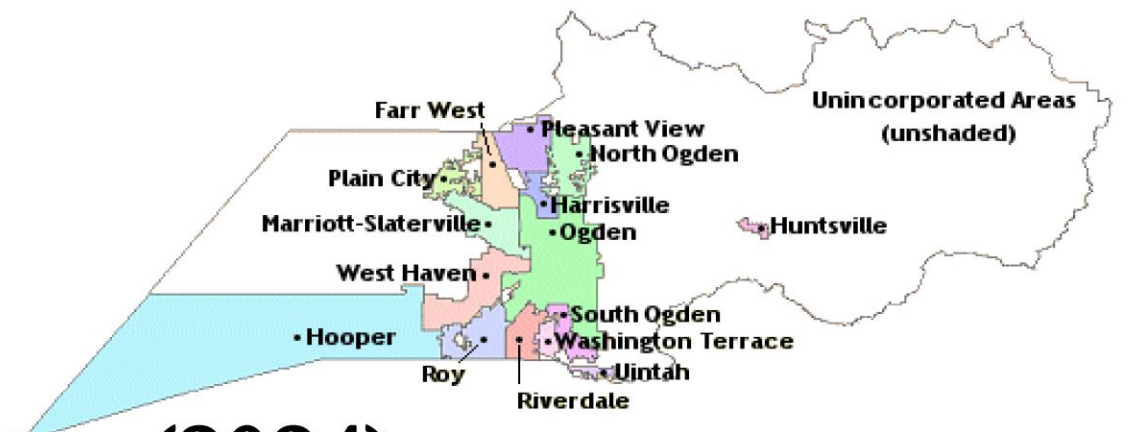 Farr West
Unincorporated Areas
(unshaded)
Pleasant View
North Ogden
Plain City
Harrisville
Marriott-Slaterville
Ogden
Huntsville
West Haven
South Ogden
Hooper
Washington Terrace
Roy
Uintah
Riverdale